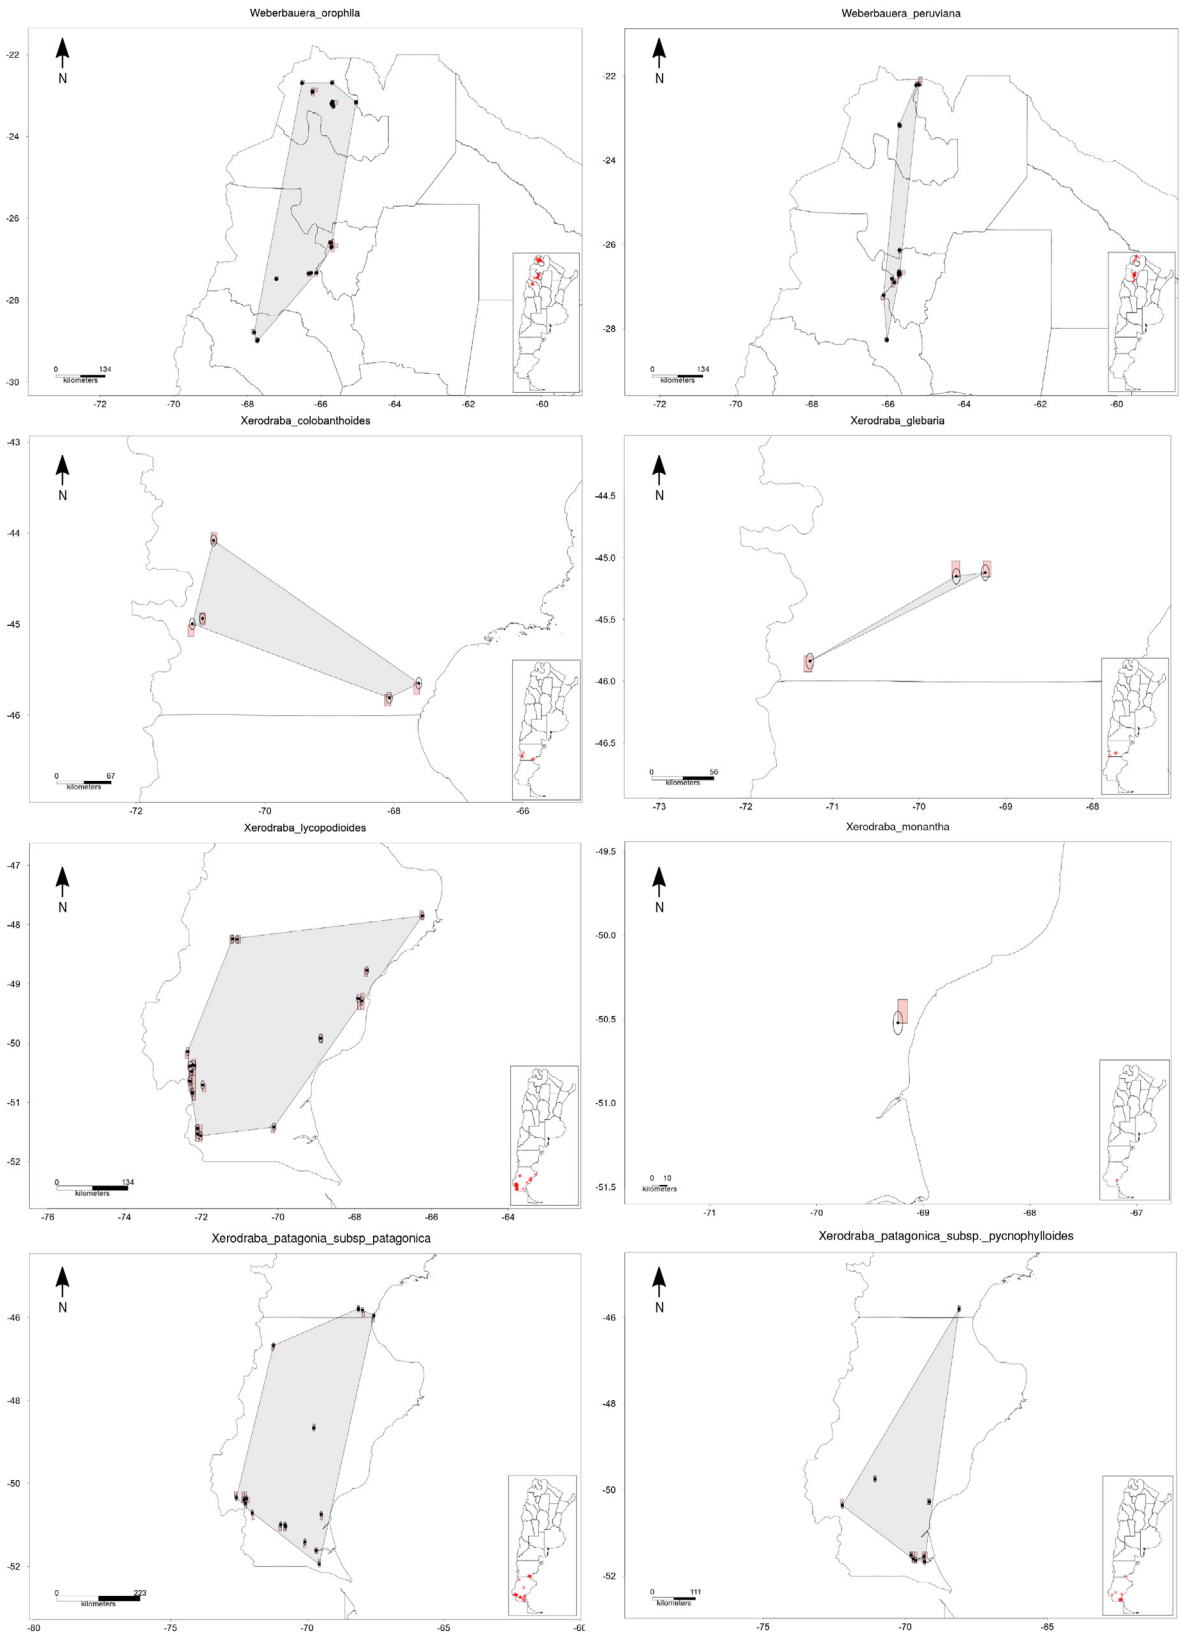 Weberbauera_orophila
-22
-24
-26
-28
-30
N
0 134
kilometers
-72 -70 -68 -66 -64 -62 -60
Weberbauera_peruviana
-22
-24
-26
-28
N
0 134
kilometers
-72 -70 -68 -66 -64 -62 -60
Xerodraba_colobanthoides
-43
-44
-45
-46
N
0 67
kilometers
-72 -70 -68 -66
Xerodraba_glebaria
-44.5
-45.0
-45.5
-46.0
-46.5
N
0 56
kilometers
-73 -72 -71 -70 -69 -68
Xerodraba_lycopodioides
-47
-48
-49
-50
-51
-52
N
0 134
kilometers
-76 -74 -72 -70 -68 -66 -64
Xerodraba_monantha
-49.5
-50.0
-50.5
-51.0
-51.5
N
0 10
kilometers
-71 -70 -69 -68 -67
Xerodraba_patagonia_subsp_patagonica
-46
-48
-50
-52
N
0 223
kilometers
-80 -75 -70 -65 -60
Xerodraba_patagonica_subsp._pycnophylloides
-46
-48
-50
-52
N
0 111
kilometers
-75 -70 -65